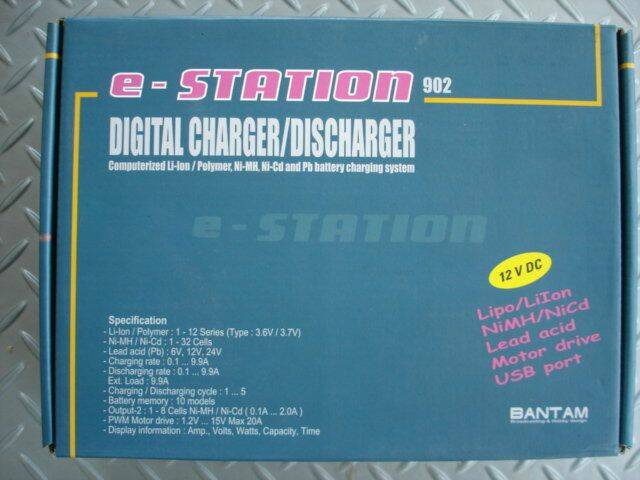 e-STATION 902
DIGITAL CHARGER/DISCHARGER
Computerized Li-Ion / Polymer, Ni-MH, Ni-Cd and Pb battery charging system
e-STATION
12 V DC
Lipo/LiIon
NiMH/NiCd
Lead acid
Motor drive
USB port
Specification
- Li-Ion / Polymer : 1 - 12 Series (Type : 3.6V / 3.7V)
- Ni-MH / Ni-Cd : 1 - 32 Cells
- Lead acid (Pb) : 6V, 12V, 24V
- Charging rate : 0.1 ... 9.9A
- Discharging rate : 0.1 ... 9.9A
Ext. Load : 9.9A
- Charging / Discharging cycle : 1 ... 5
- Battery memory : 10 models
- Output-2 : 1 - 8 Cells Ni-MH / Ni-Cd ( 0.1A ... 2.0A )
- PWM Motor drive : 1.2V ... 15V Max 20A
- Display information : Amp., Volts, Watts, Capacity, Time
BANTAM
Broadcasting & Hobby design